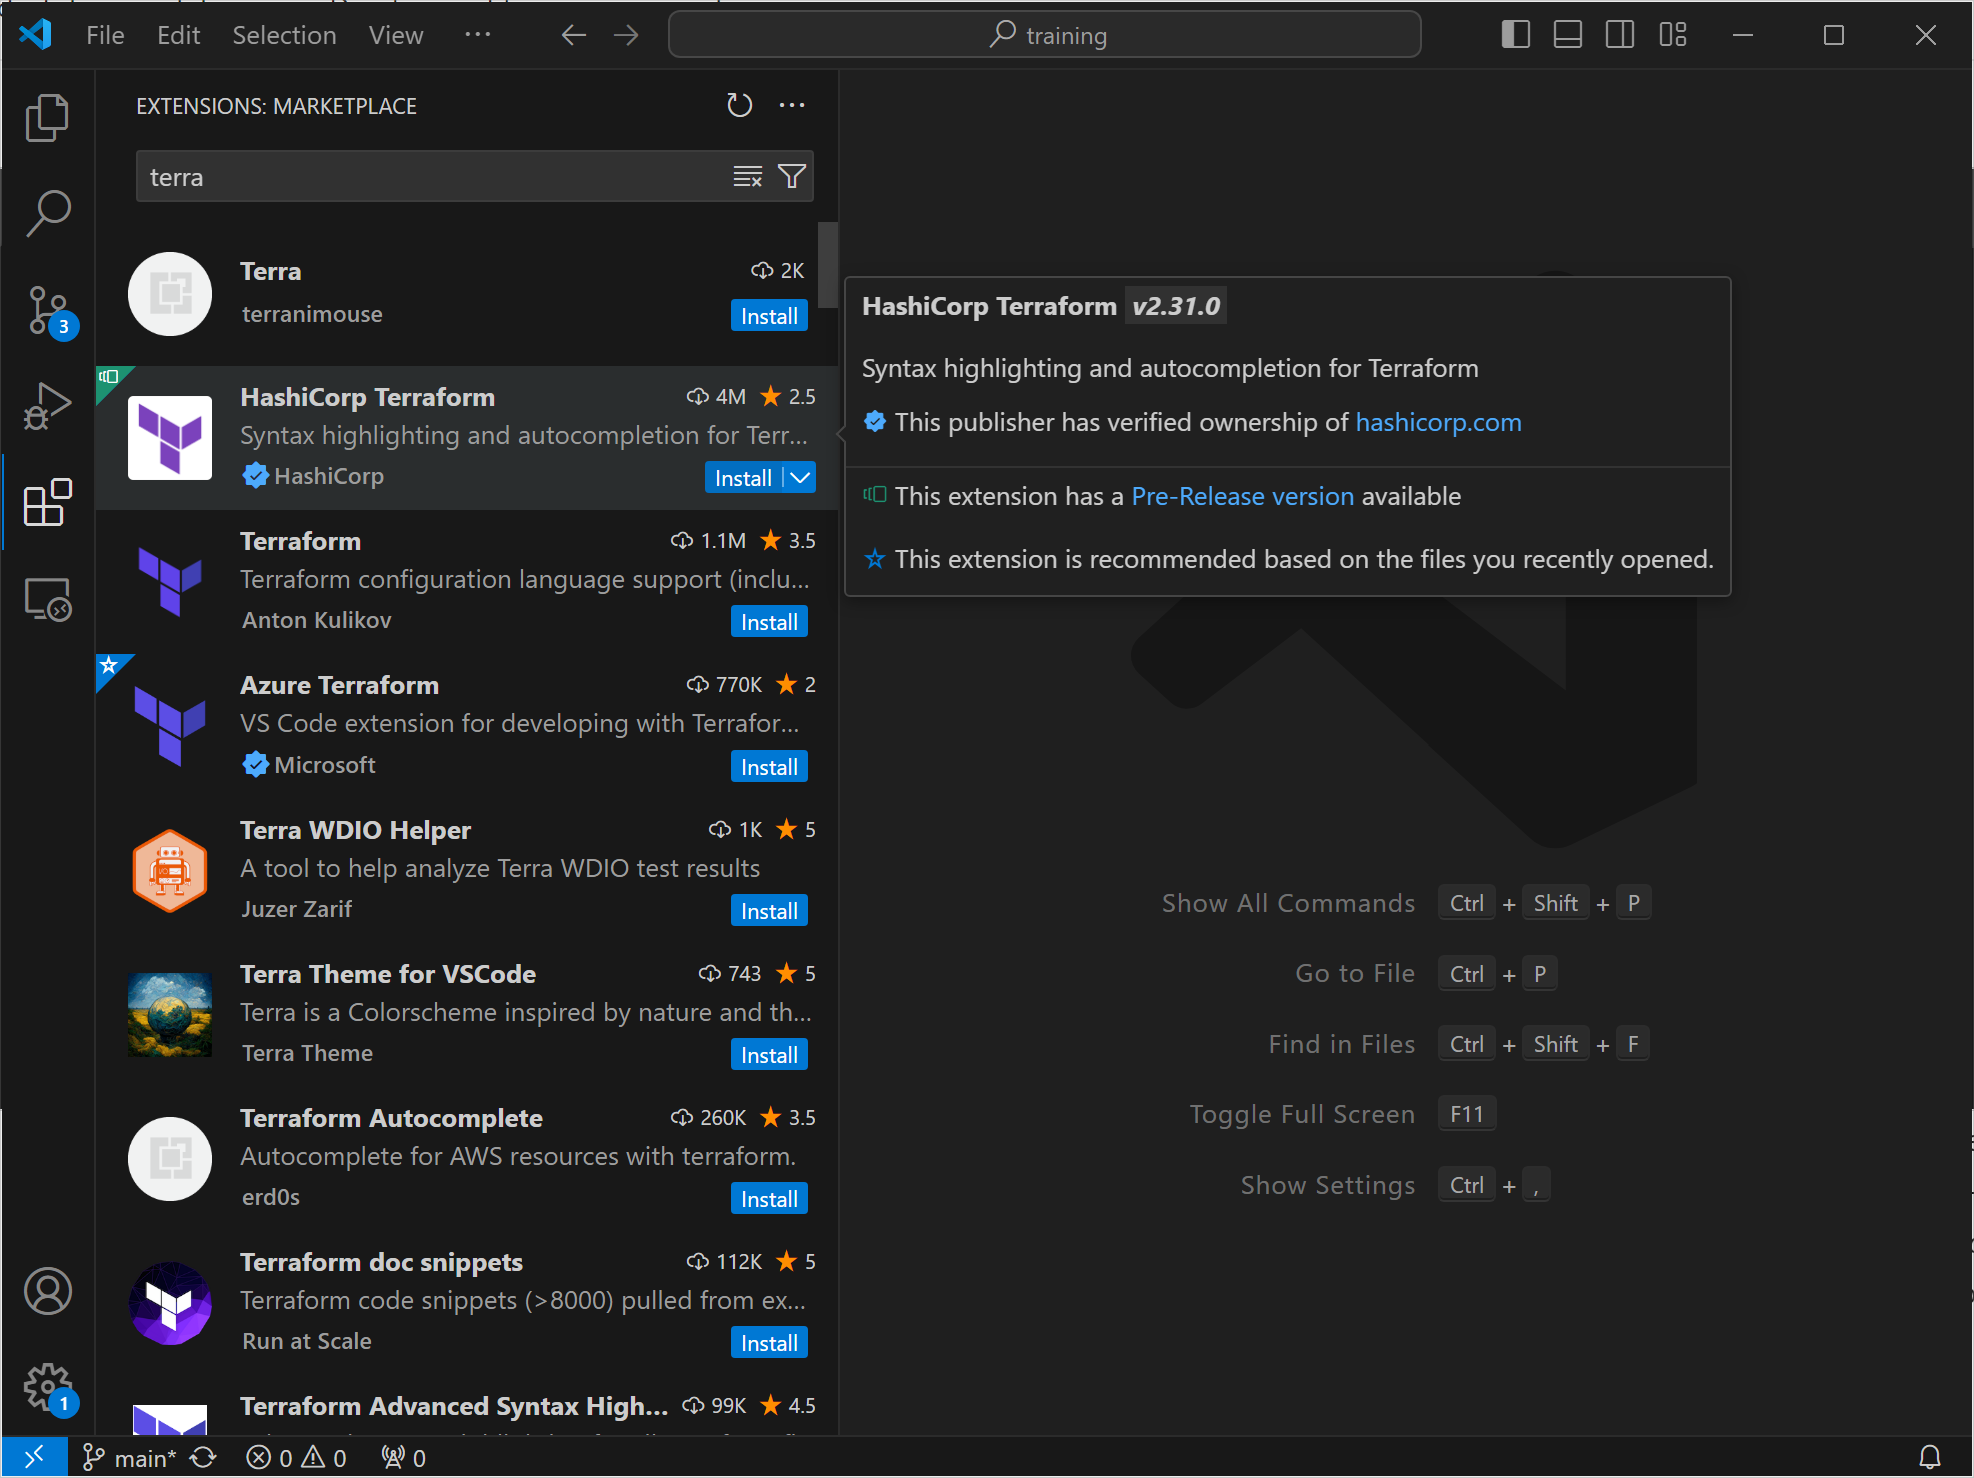 File Edit Selection View ···
training
EXTENSIONS: MARKETPLACE
terra
Terra 2K
terranimouse Install
HashiCorp Terraform 4M 2.5
Syntax highlighting and autocompletion for Terr...
HashiCorp Install
Terraform 1.1M 3.5
Terraform configuration language support (inclu...
Anton Kulikov Install
Azure Terraform 770K 2
VS Code extension for developing with Terrafor...
Microsoft Install
Terra WDIO Helper 1K 5
A tool to help analyze Terra WDIO test results
Juzer Zarif Install
Terra Theme for VSCode 743 5
Terra is a Colorscheme inspired by nature and th...
Terra Theme Install
Terraform Autocomplete 260K 3.5
Autocomplete for AWS resources with terraform.
erd0s Install
Terraform doc snippets 112K 5
Terraform code snippets (>8000) pulled from ex...
Run at Scale Install
Terraform Advanced Syntax High... 99K 4.5
HashiCorp Terraform v2.31.0
Syntax highlighting and autocompletion for Terraform
This publisher has verified ownership of hashicorp.com
This extension has a Pre-Release version available
This extension is recommended based on the files you recently opened.
Show All Commands Ctrl + Shift + P
Go to File Ctrl + P
Find in Files Ctrl + Shift + F
Toggle Full Screen F11
Show Settings Ctrl + ,
3
1
main* 0 0 0